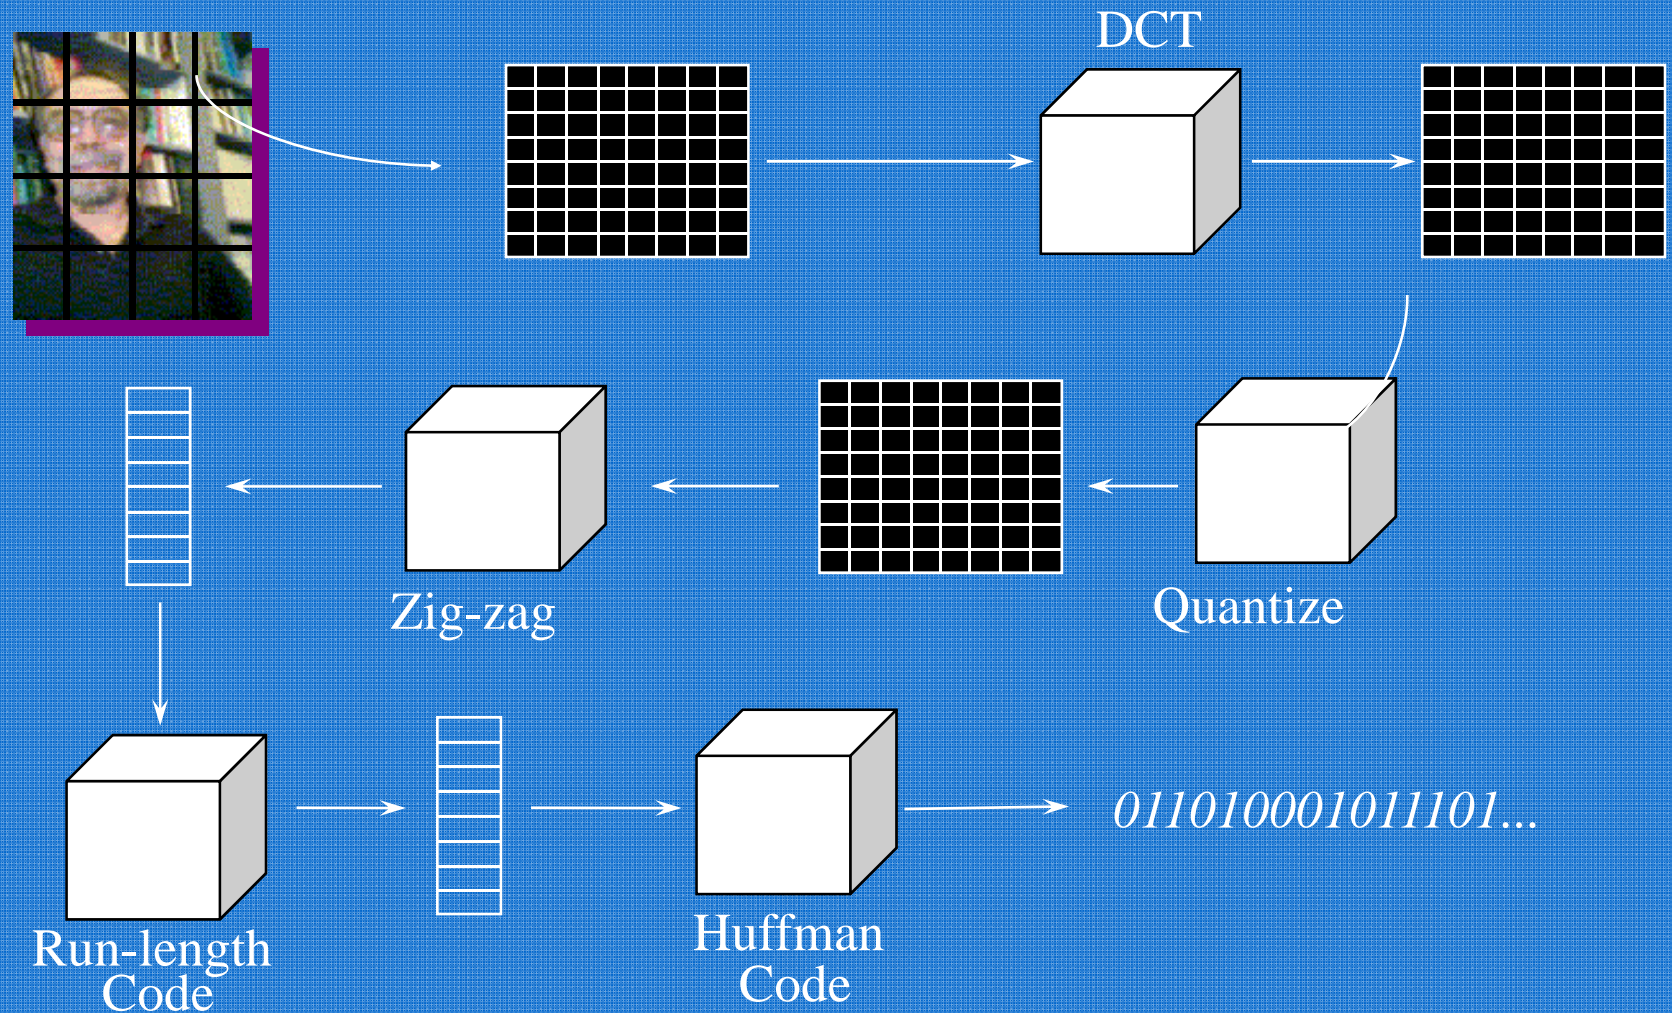 DCT
Zig-zag
Quantize
011010001011101...
Run-length
Code
Huffman
Code